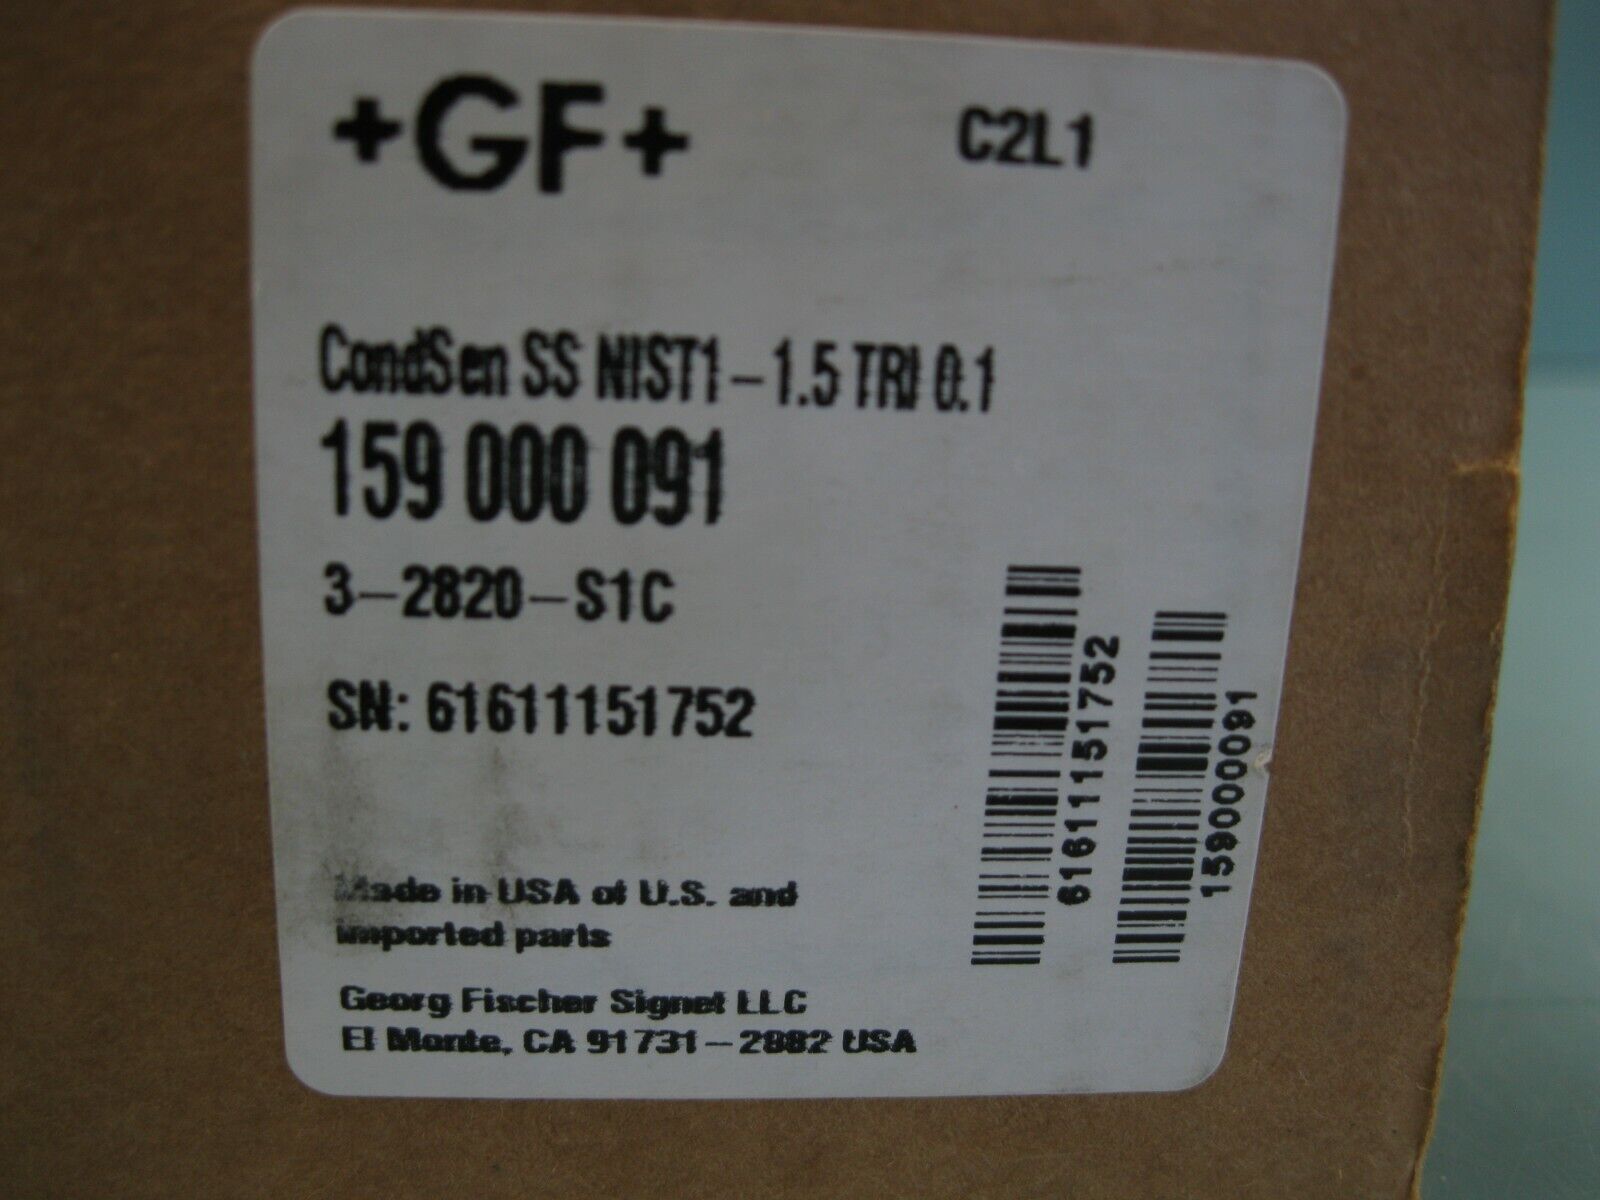 +GF+ C2L1
CondSen SS NIST1-1.5 TRI 0.1
159 000 091
3-2820-S1C
SN: 61611151752
Made in USA of U.S. and
imported parts
Georg Fischer Signet LLC
El Monte, CA 91731-2882 USA
61611151752
159000091